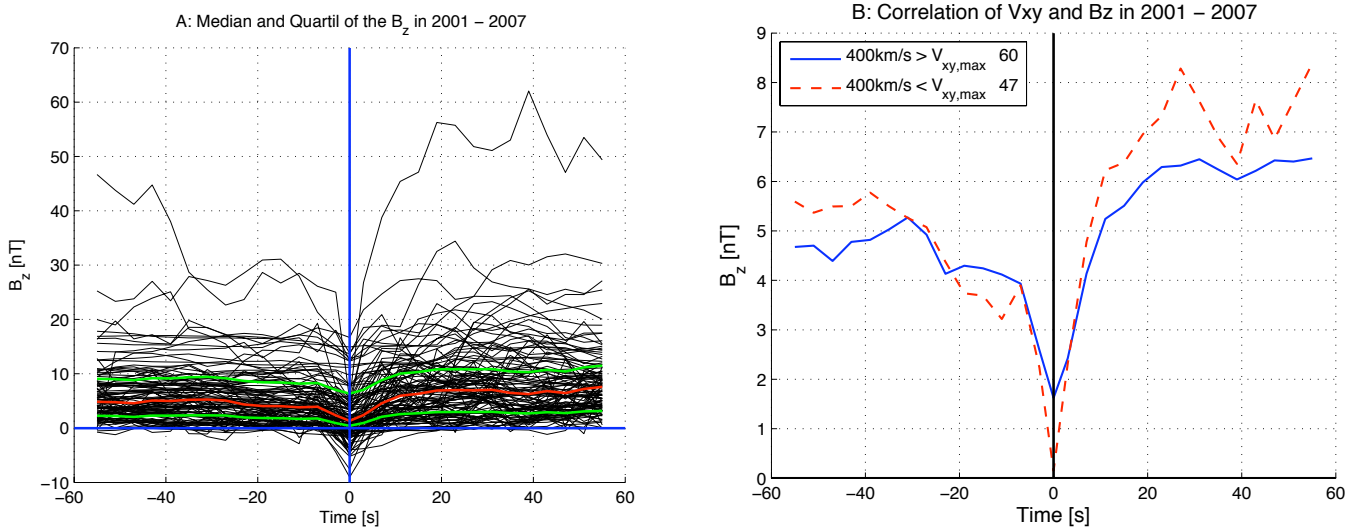 A: Median and Quartil of the B_z in 2001 − 2007
70
60
50
40
30
20
10
0
−10
B_z [nT]
−60 −40 −20 0 20 40 60
Time [s]
B: Correlation of Vxy and Bz in 2001 − 2007
400km/s > V_xy,max 60
400km/s < V_xy,max 47
9
8
7
6
5
4
3
2
1
0
B_z [nT]
−60 −40 −20 0 20 40 60
Time [s]